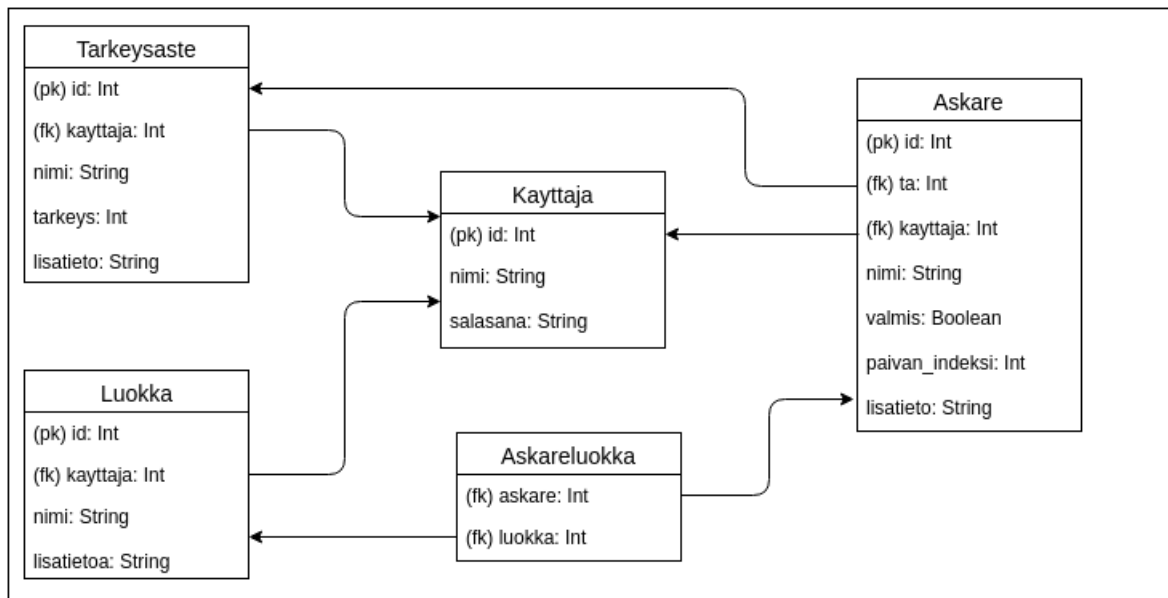 Tarkeysaste
(pk) id: Int
(fk) kayttaja: Int
nimi: String
tarkeys: Int
lisatieto: String
Kayttaja
(pk) id: Int
nimi: String
salasana: String
Askare
(pk) id: Int
(fk) ta: Int
(fk) kayttaja: Int
nimi: String
valmis: Boolean
paivan_indeksi: Int
lisatieto: String
Luokka
(pk) id: Int
(fk) kayttaja: Int
nimi: String
lisatietoa: String
Askareluokka
(fk) askare: Int
(fk) luokka: Int